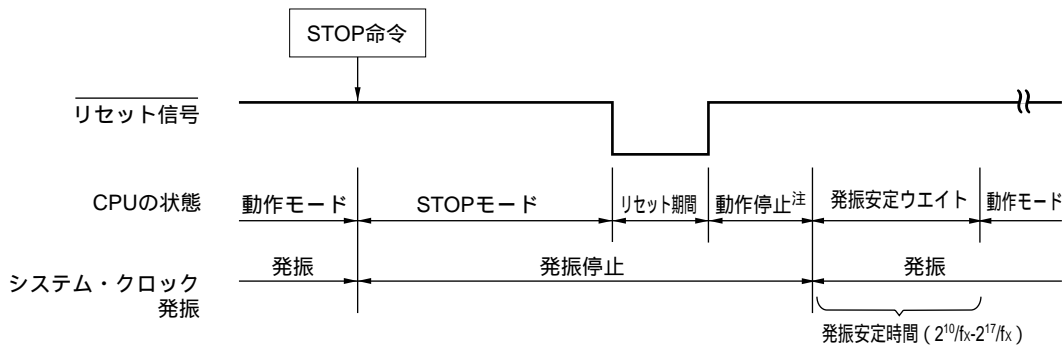 STOP命令
リセット信号
CPUの状態
動作モード
STOPモード
リセット期間
動作停止注
発振安定ウエイト
動作モード
システム・クロック
発振
発振
発振停止
発振
発振安定時間（2¹⁰/fx-2¹⁷/fx）